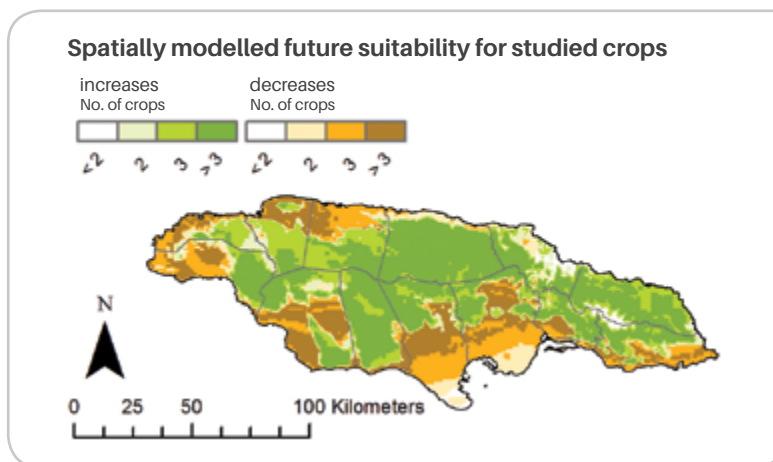 Spatially modelled future suitability for studied crops
increases decreases
No. of crops No. of crops
<2 2 3 >3 <2 2 3 >3
N
0 25 50 100 Kilometers